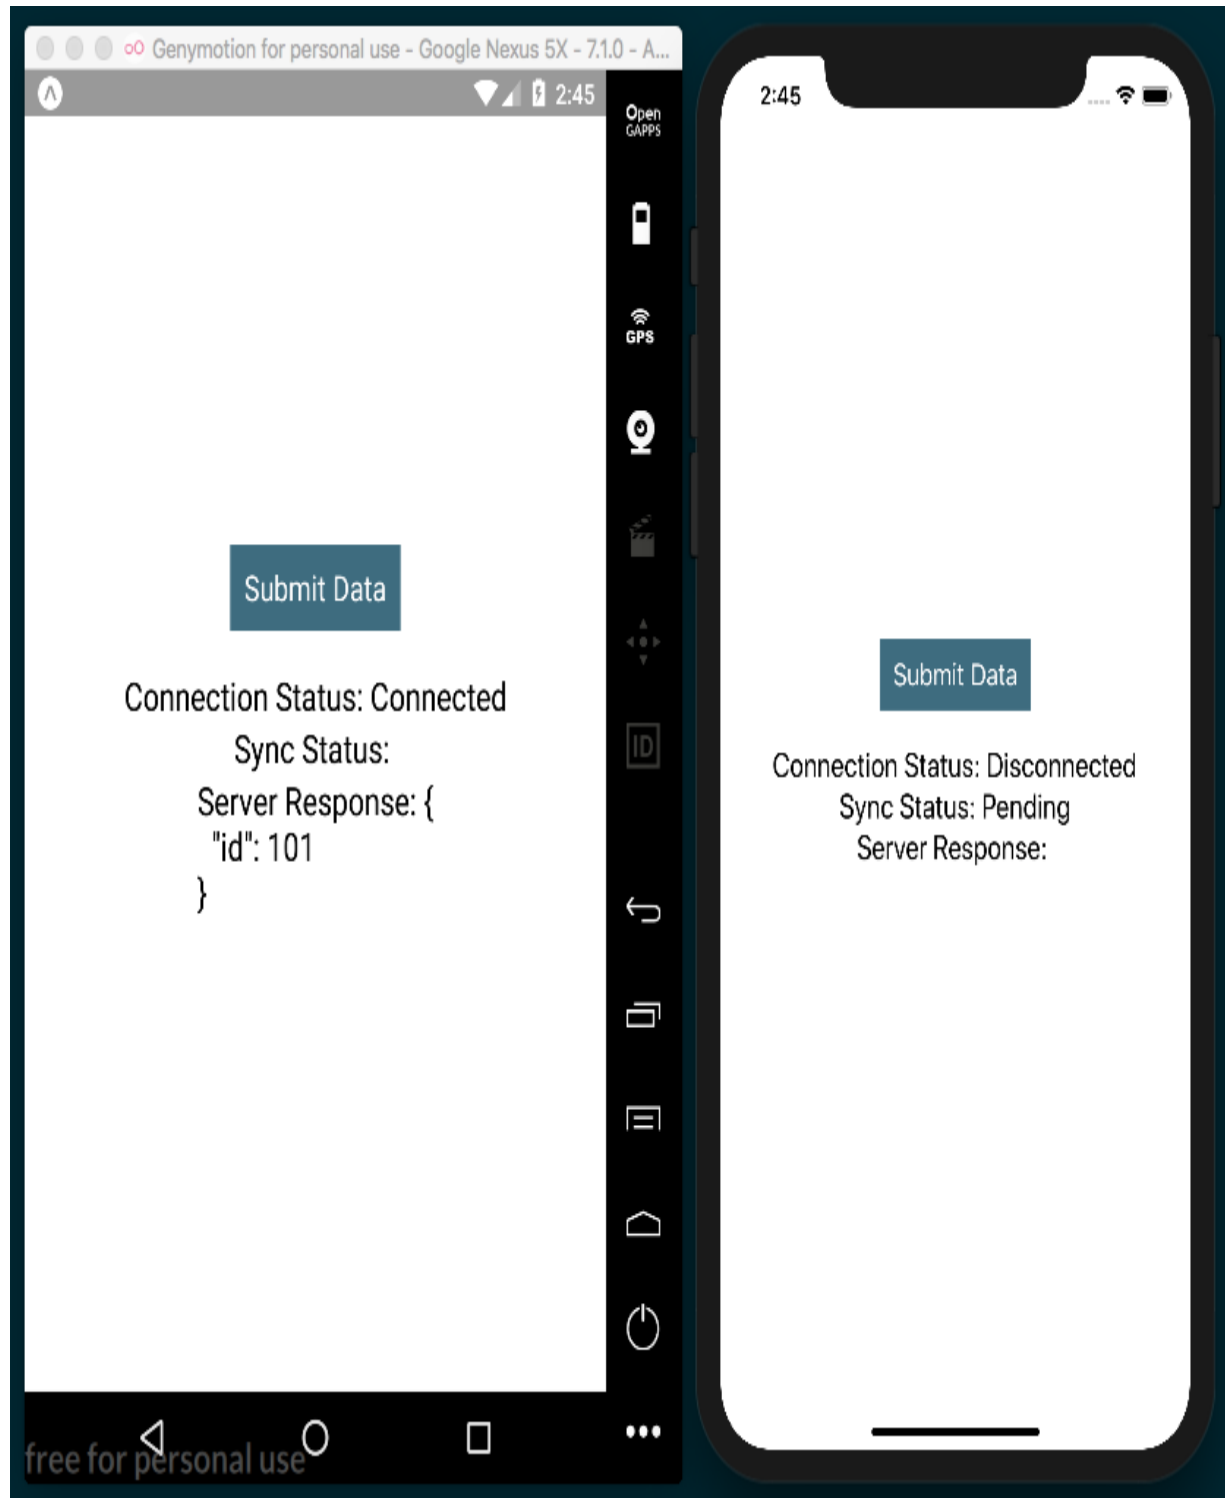 Genymotion for personal use - Google Nexus 5X - 7.1.0 - A...
2:45
Open
GAPPS
GPS
Submit Data
Connection Status: Connected
Sync Status:
Server Response: {
"id": 101
}
ID
free for personal use
2:45
Submit Data
Connection Status: Disconnected
Sync Status: Pending
Server Response: